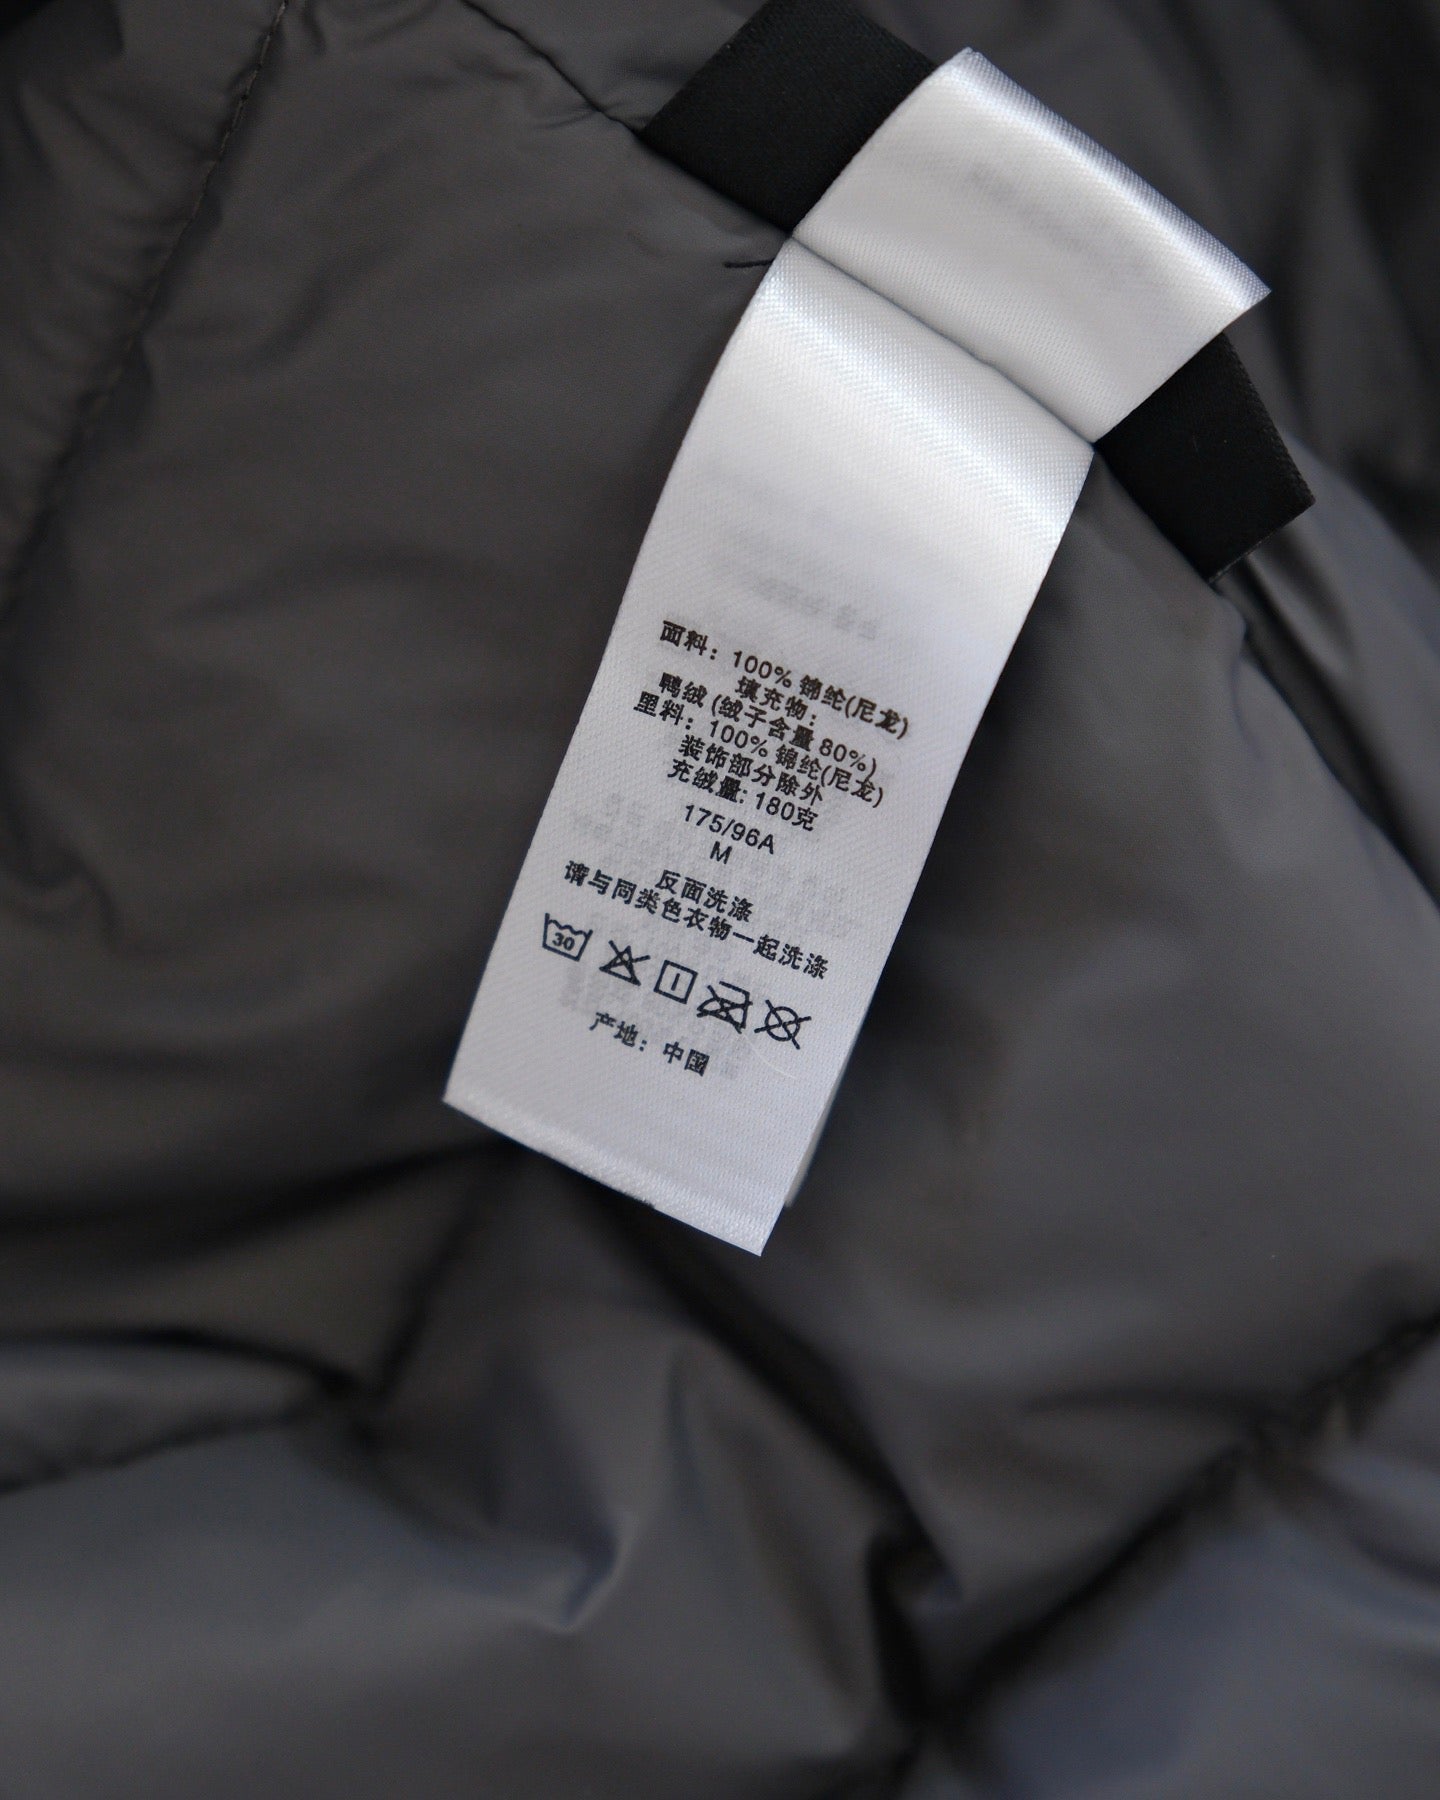 面料：100% 锦纶(尼龙)
填充物：
鸭绒 (绒子含量 80%)
里料：100% 锦纶(尼龙)
装饰部分除外
充绒量: 180克
175/96A
M
反面洗涤
请与同类色衣物一起洗涤
30
产地：中国